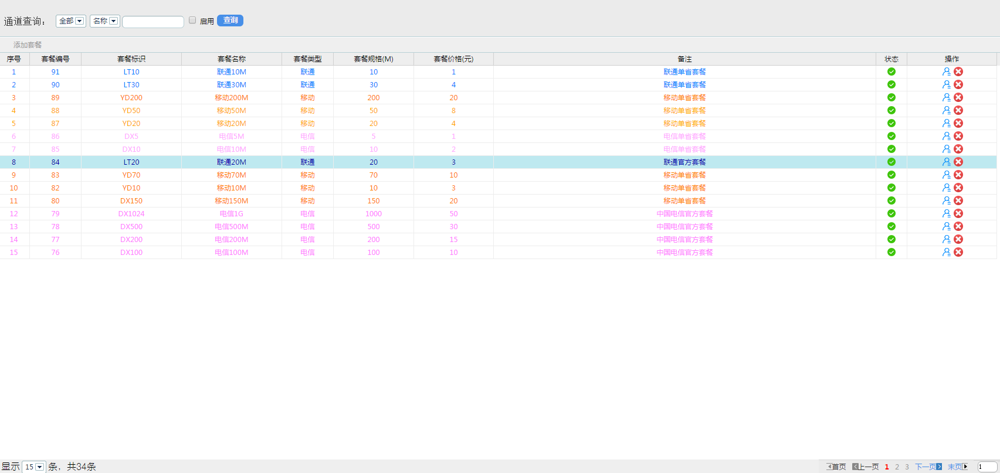 通道查询： 全部 名称 启用 查询
添加套餐
序号 套餐编号 套餐标识 套餐名称 套餐类型 套餐规格(M) 套餐价格(元) 备注 状态 操作
1 91 LT10 联通10M 联通 10 1 联通单省套餐
2 90 LT30 联通30M 联通 30 4 联通单省套餐
3 89 YD200 移动200M 移动 200 20 移动单省套餐
4 88 YD50 移动50M 移动 50 8 移动单省套餐
5 87 YD20 移动20M 移动 20 4 移动单省套餐
6 86 DX5 电信5M 电信 5 1 电信单省套餐
7 85 DX10 电信10M 电信 10 2 电信单省套餐
8 84 LT20 联通20M 联通 20 3 联通官方套餐
9 83 YD70 移动70M 移动 70 10 移动单省套餐
10 82 YD10 移动10M 移动 10 3 移动单省套餐
11 80 DX150 移动150M 移动 150 20 移动单省套餐
12 79 DX1024 电信1G 电信 1000 50 中国电信官方套餐
13 78 DX500 电信500M 电信 500 30 中国电信官方套餐
14 77 DX200 电信200M 电信 200 15 中国电信官方套餐
15 76 DX100 电信100M 电信 100 10 中国电信官方套餐
显示 15 条，共34条 首页 上一页 1 2 3 下一页 末页 1